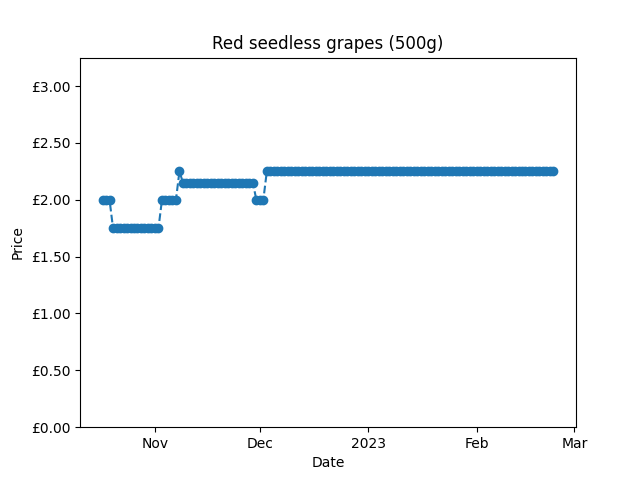 Red seedless grapes (500g)
£3.00
£2.50
£2.00
£1.50
£1.00
£0.50
£0.00
Price
Nov Dec 2023 Feb Mar
Date